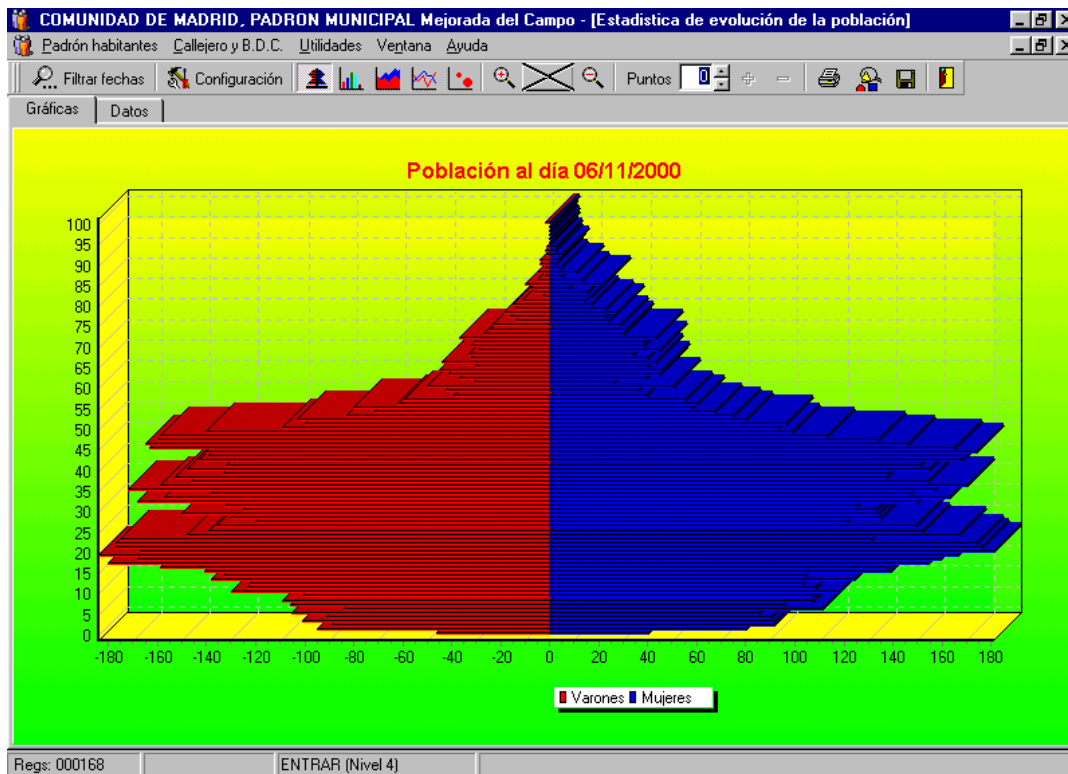 COMUNIDAD DE MADRID, PADRON MUNICIPAL Mejorada del Campo - [Estadistica de evolución de la población]
Padrón habitantes Callejero y B.D.C. Utilidades Ventana Ayuda
Filtrar fechas Configuración Puntos 0
Gráficas Datos
Población al día 06/11/2000
100
95
90
85
80
75
70
65
60
55
50
45
40
35
30
25
20
15
10
5
0
-180 -160 -140 -120 -100 -80 -60 -40 -20 0 20 40 60 80 100 120 140 160 180
Varones Mujeres
Regs: 000168 ENTRAR (Nivel 4)